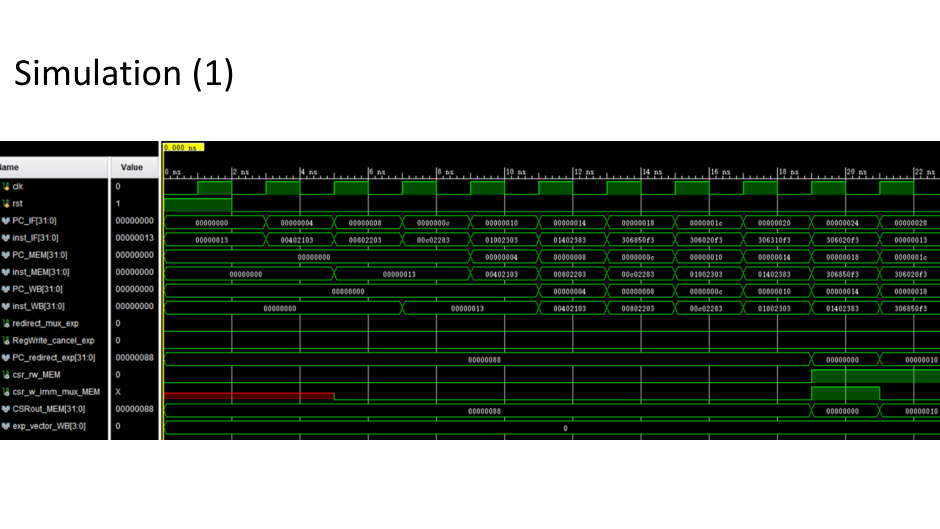 Simulation (1)
0.000 ns
Name Value
0 ns 2 ns 4 ns 6 ns 8 ns 10 ns 12 ns 14 ns 16 ns 18 ns 20 ns 22 ns
clk 0
rst 1
PC_IF[31:0] 00000000 00000000 00000004 00000008 0000000c 00000010 00000014 00000018 0000001c 00000020 00000024 00000028
inst_IF[31:0] 00000013 00000013 00402103 00802203 00c02283 01002303 01402383 306850f3 306020f3 306310f3 306020f3 00000013
PC_MEM[31:0] 00000000 00000000 00000004 00000008 0000000c 00000010 00000014 00000018 0000001c
inst_MEM[31:0] 00000000 00000000 00000013 00402103 00802203 00c02283 01002303 01402383 306850f3 306020f3
PC_WB[31:0] 00000000 00000000 00000004 00000008 0000000c 00000010 00000014 00000018
inst_WB[31:0] 00000000 00000000 00000013 00402103 00802203 00c02283 01002303 01402383 306850f3
redirect_mux_exp 0
RegWrite_cancel_exp 0
PC_redirect_exp[31:0] 00000088 00000088 00000000 00000010
csr_rw_MEM 0
csr_w_imm_mux_MEM X
CSRout_MEM[31:0] 00000088 00000088 00000000 00000010
exp_vector_WB[3:0] 0 0